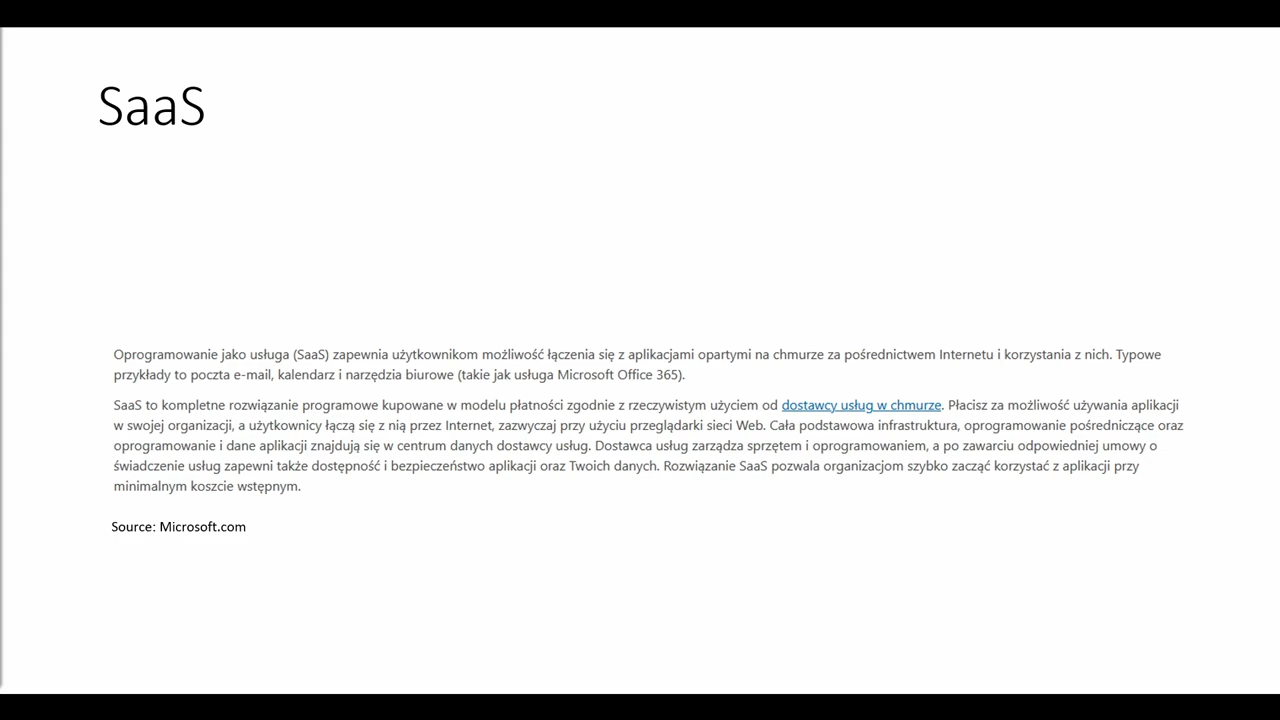 SaaS
Oprogramowanie jako usługa (SaaS) zapewnia użytkownikom możliwość łączenia się z aplikacjami opartymi na chmurze za pośrednictwem Internetu i korzystania z nich. Typowe
przykłady to poczta e-mail, kalendarz i narzędzia biurowe (takie jak usługa Microsoft Office 365).
SaaS to kompletne rozwiązanie programowe kupowane w modelu płatności zgodnie z rzeczywistym użyciem od dostawcy usług w chmurze. Płacisz za możliwość używania aplikacji
w swojej organizacji, a użytkownicy łączą się z nią przez Internet, zazwyczaj przy użyciu przeglądarki sieci Web. Cała podstawowa infrastruktura, oprogramowanie pośredniczące oraz
oprogramowanie i dane aplikacji znajdują się w centrum danych dostawcy usług. Dostawca usług zarządza sprzętem i oprogramowaniem, a po zawarciu odpowiedniej umowy o
świadczenie usług zapewni także dostępność i bezpieczeństwo aplikacji oraz Twoich danych. Rozwiązanie SaaS pozwala organizacjom szybko zacząć korzystać z aplikacji przy
minimalnym koszcie wstępnym.
Source: Microsoft.com